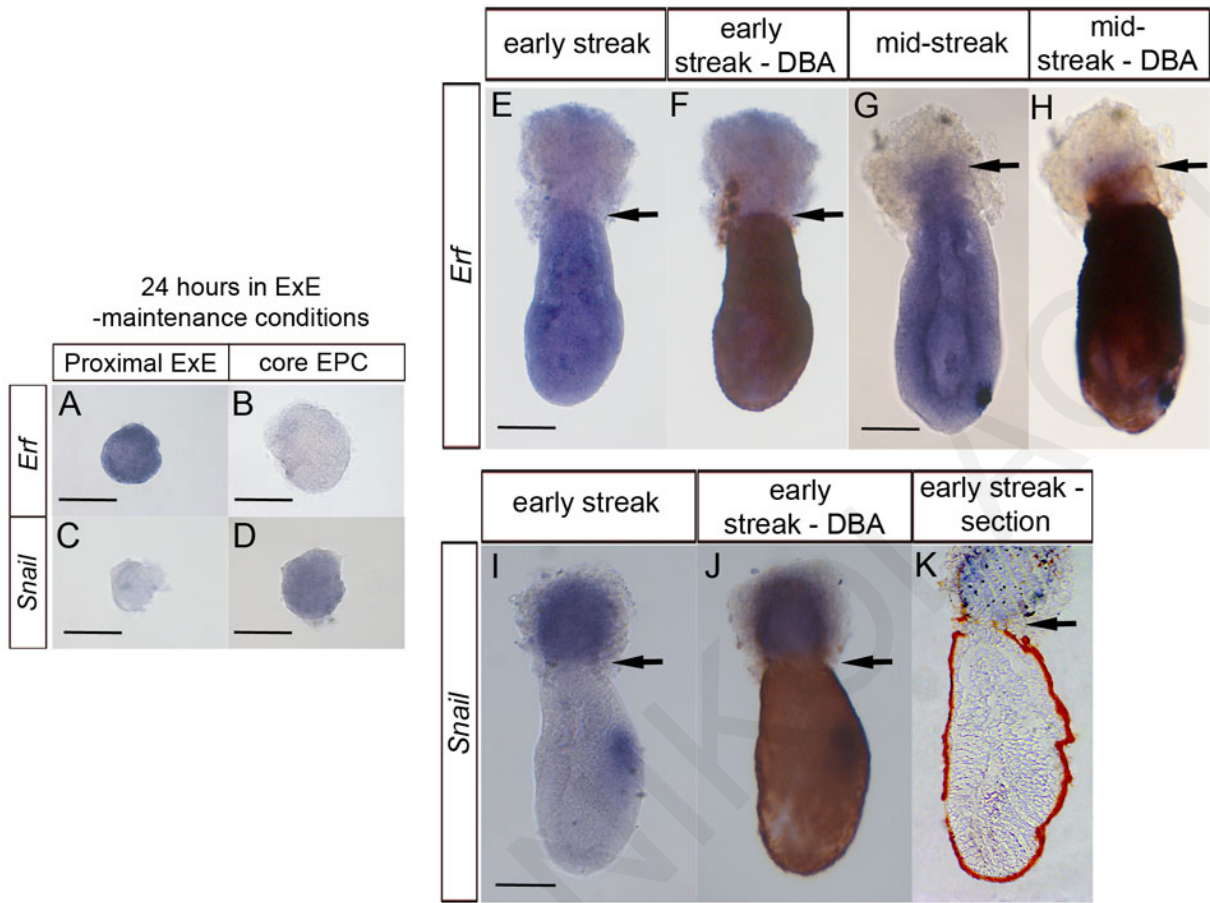 early streak
early
streak - DBA
mid-streak
mid-
streak - DBA
Erf
E
F
G
H
24 hours in ExE
-maintenance conditions
Proximal ExE
core EPC
Erf
A
B
Snail
C
D
early streak
early
streak - DBA
early streak -
section
Snail
I
J
K